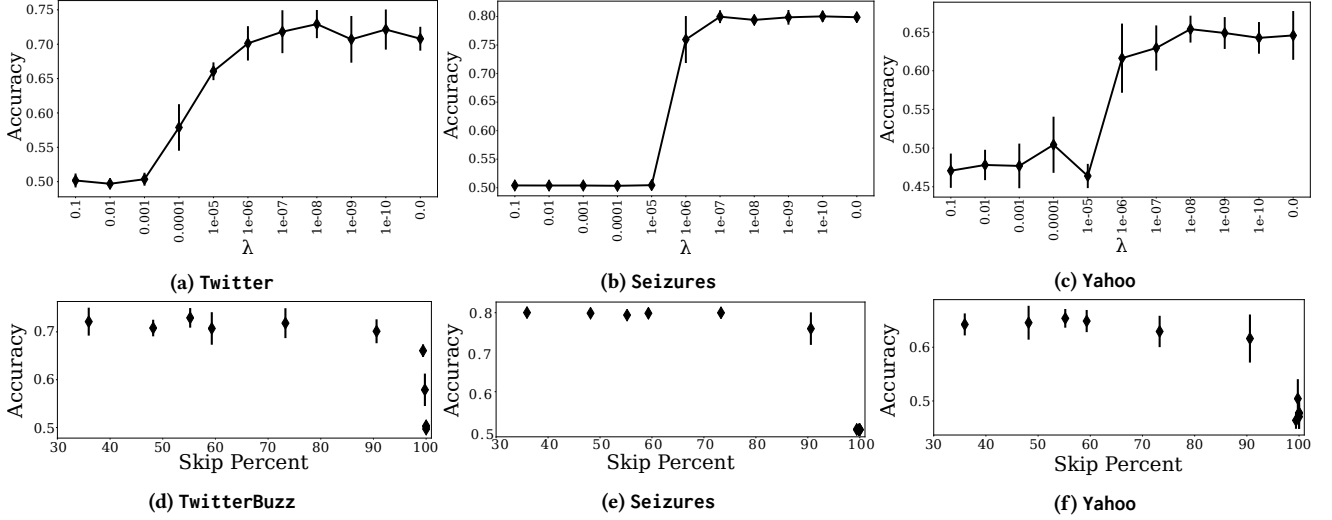 0.75
0.70
0.65
0.60
0.55
0.50
Accuracy
0.1
0.01
0.001
0.0001
1e-05
1e-06
1e-07
1e-08
1e-09
1e-10
0.0
λ
(a) Twitter
0.80
0.75
0.70
0.65
0.60
0.55
0.50
Accuracy
0.1
0.01
0.001
0.0001
1e-05
1e-06
1e-07
1e-08
1e-09
1e-10
0.0
λ
(b) Seizures
0.65
0.60
0.55
0.50
0.45
Accuracy
0.1
0.01
0.001
0.0001
1e-05
1e-06
1e-07
1e-08
1e-09
1e-10
0.0
λ
(c) Yahoo
0.7
0.6
0.5
Accuracy
30 40 50 60 70 80 90 100
Skip Percent
(d) TwitterBuzz
0.8
0.7
0.6
0.5
Accuracy
30 40 50 60 70 80 90 100
Skip Percent
(e) Seizures
0.6
0.5
Accuracy
30 40 50 60 70 80 90 100
Skip Percent
(f) Yahoo